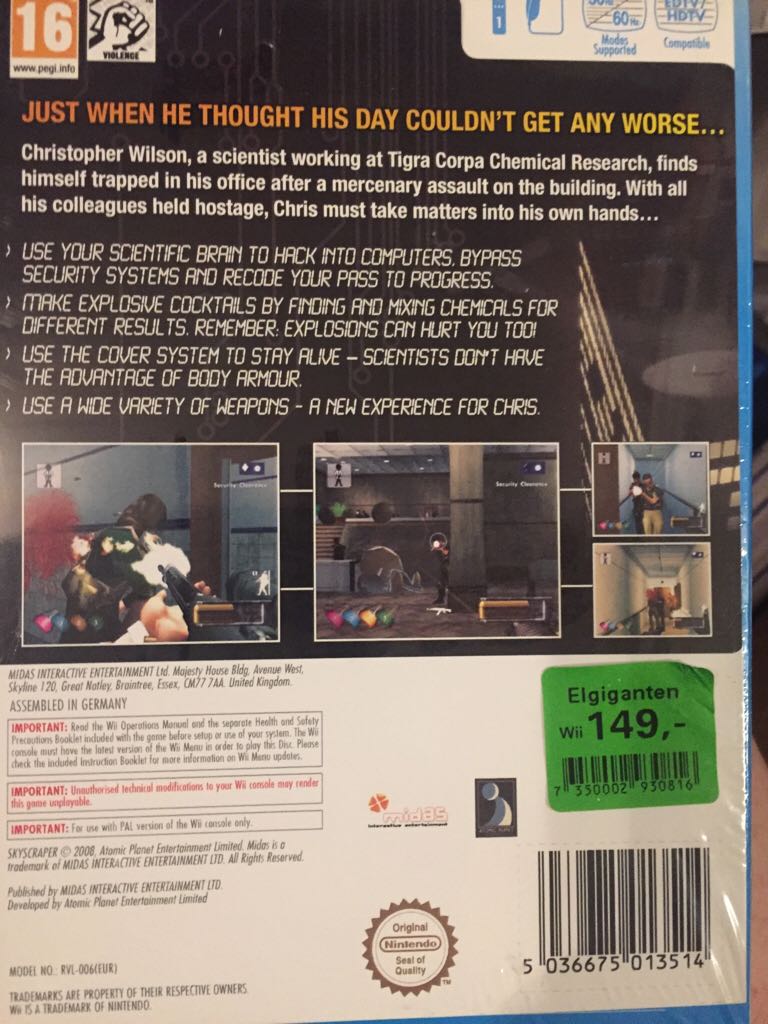 16
www.pegi.info
VIOLENCE
1
60Hz
Modes
Supported
EDTV/
HDTV
Compatible
JUST WHEN HE THOUGHT HIS DAY COULDN'T GET ANY WORSE...
Christopher Wilson, a scientist working at Tigra Corpa Chemical Research, finds
himself trapped in his office after a mercenary assault on the building. With all
his colleagues held hostage, Chris must take matters into his own hands...
› USE YOUR SCIENTIFIC BRAIN TO HACK INTO COMPUTERS, BYPASS
SECURITY SYSTEMS AND RECODE YOUR PASS TO PROGRESS.
› MAKE EXPLOSIVE COCKTAILS BY FINDING AND MIXING CHEMICALS FOR
DIFFERENT RESULTS. REMEMBER: EXPLOSIONS CAN HURT YOU TOO!
› USE THE COVER SYSTEM TO STAY ALIVE – SCIENTISTS DON'T HAVE
THE ADVANTAGE OF BODY ARMOUR.
› USE A WIDE VARIETY OF WEAPONS - A NEW EXPERIENCE FOR CHRIS.
Security Clearance
Security Clearance
MIDAS INTERACTIVE ENTERTAINMENT Ltd. Majesty House Bldg, Avenue West,
Skyline 120, Great Notley, Braintree, Essex, CM77 7AA. United Kingdom.
ASSEMBLED IN GERMANY
IMPORTANT: Read the Wii Operations Manual and the separate Health and Safety
Precautions Booklet included with the game before setup or use of your system. The Wii
console must have the latest version of the Wii Menu in order to play this Disc. Please
check the included Instruction Booklet for more information on Wii Menu updates.
IMPORTANT: Unauthorised technical modifications to your Wii console may render
this game unplayable.
IMPORTANT: For use with PAL version of the Wii console only.
SKYSCRAPER © 2008, Atomic Planet Entertainment Limited. Midas is a
trademark of MIDAS INTERACTIVE ENTERTAINMENT LTD. All Rights Reserved.
Published by MIDAS INTERACTIVE ENTERTAINMENT LTD.
Developed by Atomic Planet Entertainment Limited
MODEL NO.: RVL-006(EUR)
TRADEMARKS ARE PROPERTY OF THEIR RESPECTIVE OWNERS.
Wii IS A TRADEMARK OF NINTENDO.
midas
interactive entertainment
Original
Nintendo
Seal of
Quality
TM
Elgiganten
Wii 149,-
7 350002 930816
5 036675 013514